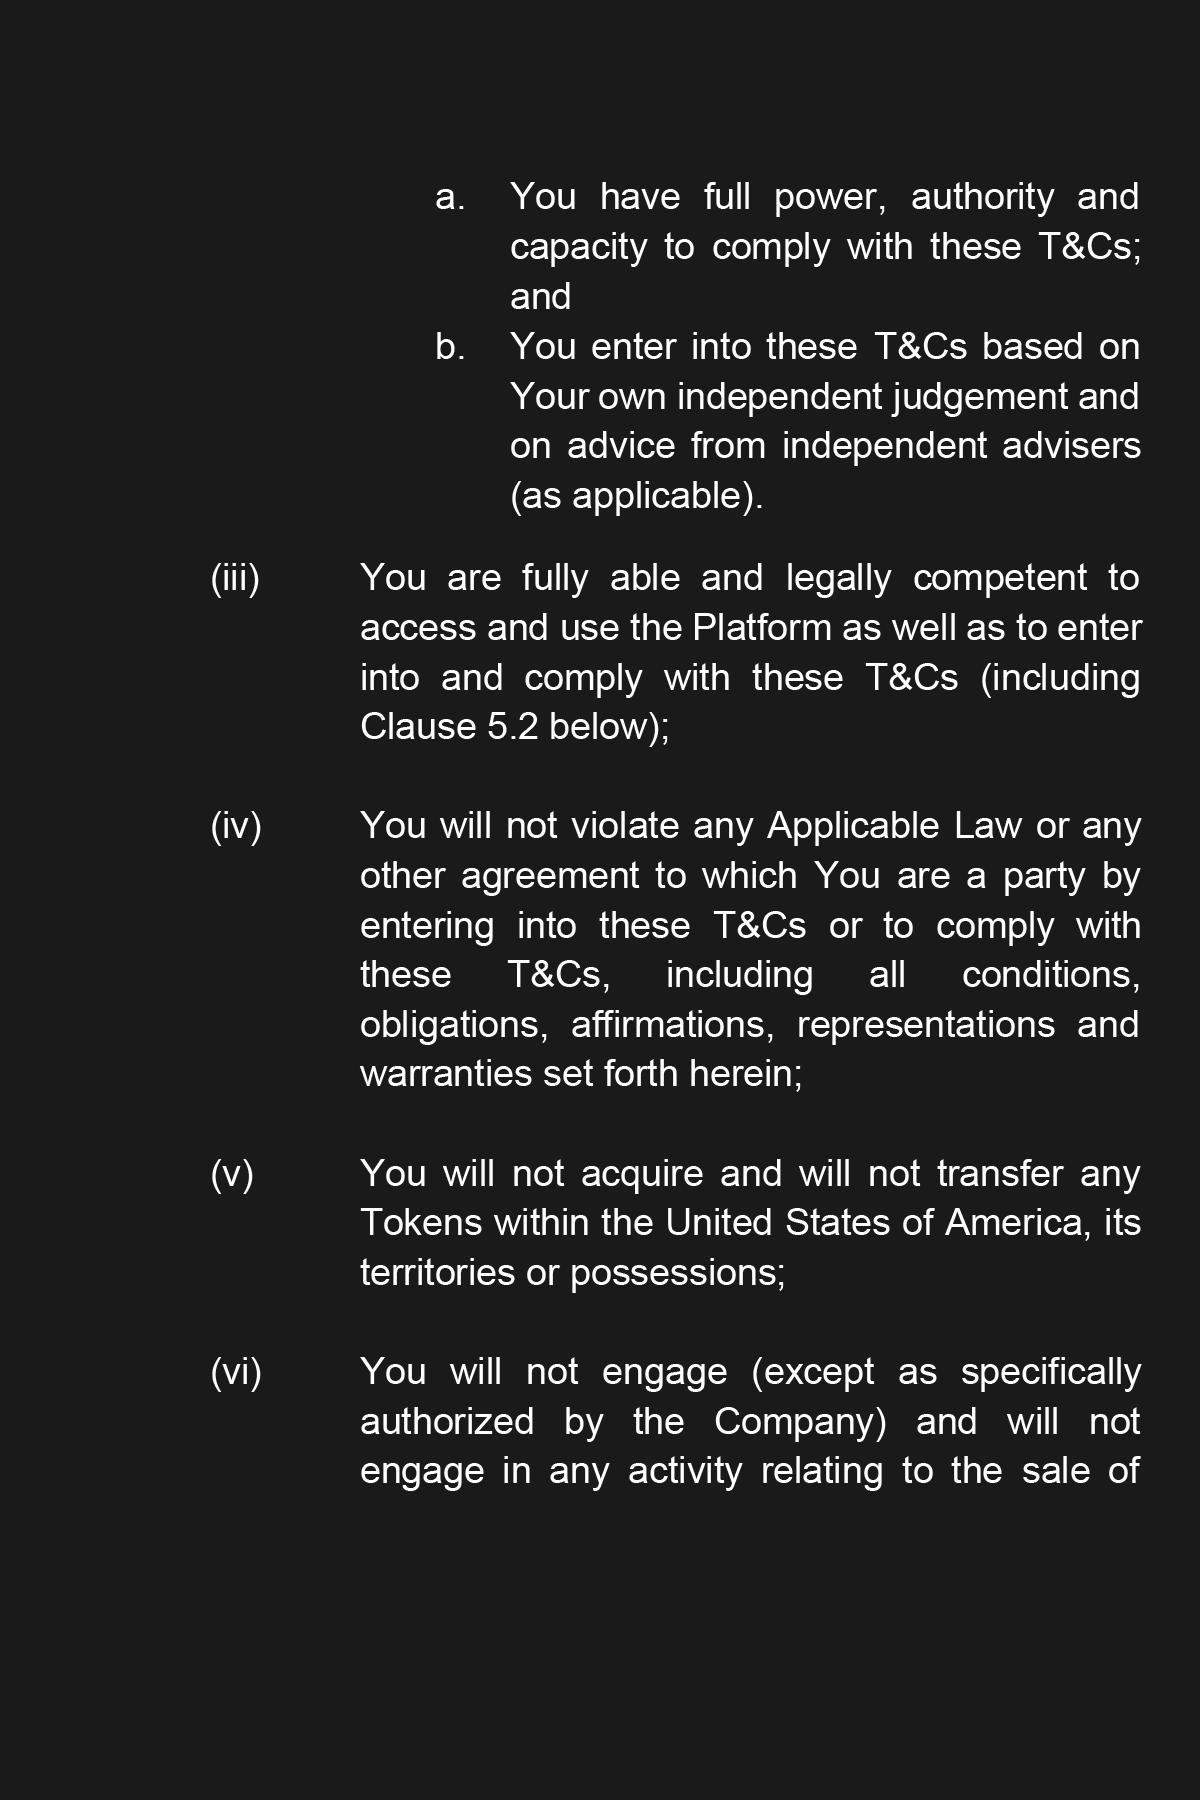 a. You have full power, authority and
capacity to comply with these T&Cs;
and
b. You enter into these T&Cs based on
Your own independent judgement and
on advice from independent advisers
(as applicable).
(iii) You are fully able and legally competent to
access and use the Platform as well as to enter
into and comply with these T&Cs (including
Clause 5.2 below);
(iv) You will not violate any Applicable Law or any
other agreement to which You are a party by
entering into these T&Cs or to comply with
these T&Cs, including all conditions,
obligations, affirmations, representations and
warranties set forth herein;
(v) You will not acquire and will not transfer any
Tokens within the United States of America, its
territories or possessions;
(vi) You will not engage (except as specifically
authorized by the Company) and will not
engage in any activity relating to the sale of